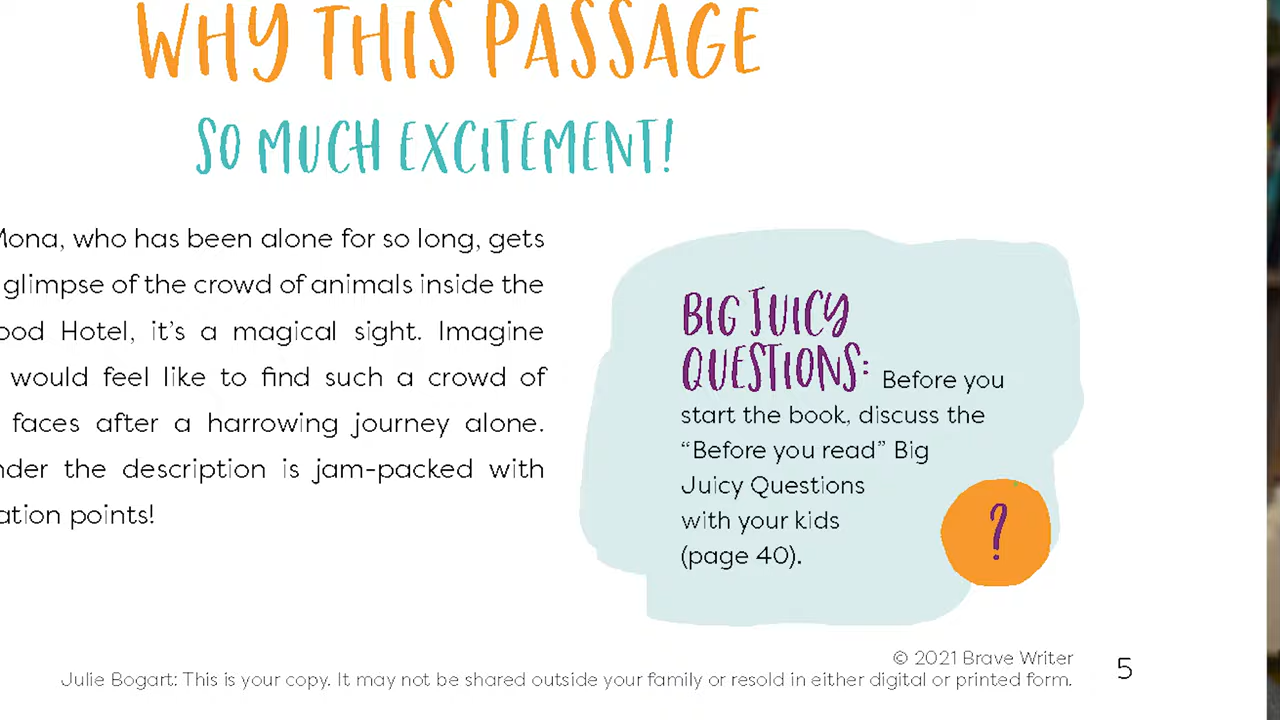 WHY THIS PASSAGE
SO MUCH EXCITEMENT!
Mona, who has been alone for so long, gets
glimpse of the crowd of animals inside the
ood Hotel, it's a magical sight. Imagine
would feel like to find such a crowd of
faces after a harrowing journey alone.
nder the description is jam-packed with
ation points!
BIG JUICY
QUESTIONS: Before you
start the book, discuss the
“Before you read” Big
Juicy Questions
with your kids
(page 40).
?
© 2021 Brave Writer
Julie Bogart: This is your copy. It may not be shared outside your family or resold in either digital or printed form.
5